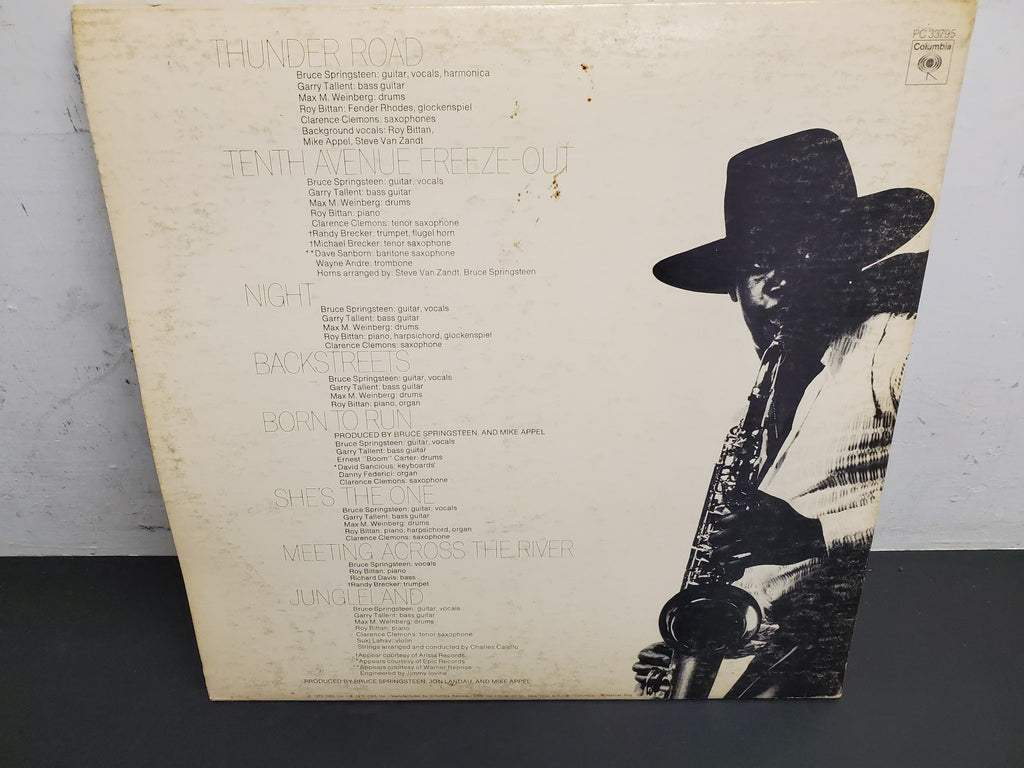 PC 33795
Columbia
THUNDER ROAD
Bruce Springsteen: guitar, vocals, harmonica
Garry Tallent: bass guitar
Max M. Weinberg: drums
Roy Bittan: Fender Rhodes, glockenspiel
Clarence Clemons: saxophones
Background vocals: Roy Bittan,
Mike Appel, Steve Van Zandt
TENTH AVENUE FREEZE-OUT
Bruce Springsteen: guitar, vocals
Garry Tallent: bass guitar
Max M. Weinberg: drums
Roy Bittan: piano
Clarence Clemons: tenor saxophone
†Randy Brecker: trumpet, flugel horn
†Michael Brecker: tenor saxophone
**Dave Sanborn: baritone saxophone
Wayne Andre: trombone
Horns arranged by: Steve Van Zandt, Bruce Springsteen
NIGHT
Bruce Springsteen: guitar, vocals
Garry Tallent: bass guitar
Max M. Weinberg: drums
Roy Bittan: piano, harpsichord, glockenspiel
Clarence Clemons: saxophone
BACKSTREETS
Bruce Springsteen: guitar, vocals
Garry Tallent: bass guitar
Max M. Weinberg: drums
Roy Bittan: piano, organ
BORN TO RUN
PRODUCED BY BRUCE SPRINGSTEEN, AND MIKE APPEL
Bruce Springsteen: guitar, vocals
Garry Tallent: bass guitar
Ernest "Boom" Carter: drums
*David Sancious: keyboards
Danny Federici: organ
Clarence Clemons: saxophone
SHE'S THE ONE
Bruce Springsteen: guitar, vocals
Garry Tallent: bass guitar
Max M. Weinberg: drums
Roy Bittan: piano, harpsichord, organ
Clarence Clemons: saxophone
MEETING ACROSS THE RIVER
Bruce Springsteen: vocals
Roy Bittan: piano
Richard Davis: bass
†Randy Brecker: trumpet
JUNGLELAND
Bruce Springsteen: guitar, vocals
Garry Tallent: bass guitar
Max M. Weinberg: drums
Roy Bittan: piano
Clarence Clemons: tenor saxophone
Suki Lahav: violin
Strings arranged and conducted by Charles Calello
†Appear courtesy of Arista Records
*Appears courtesy of Epic Records
**Appears courtesy of Warner Reprise
Engineered by Jimmy Iovine
PRODUCED BY BRUCE SPRINGSTEEN, JON LANDAU, AND MIKE APPEL